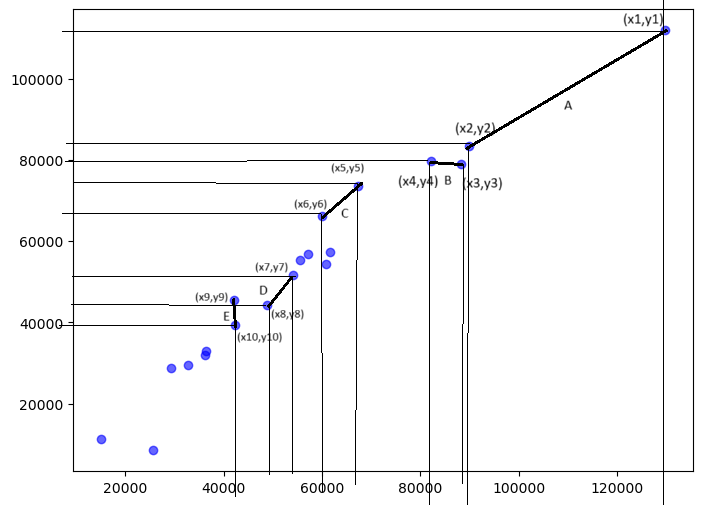 (x1,y1)
100000
A
(x2,y2)
80000
(x5,y5)
(x4,y4) B (x3,y3)
(x6,y6)
C
60000
(x7,y7)
D
(x9,y9)
E
(x8,y8)
40000
(x10,y10)
20000
20000 40000 60000 80000 100000 120000